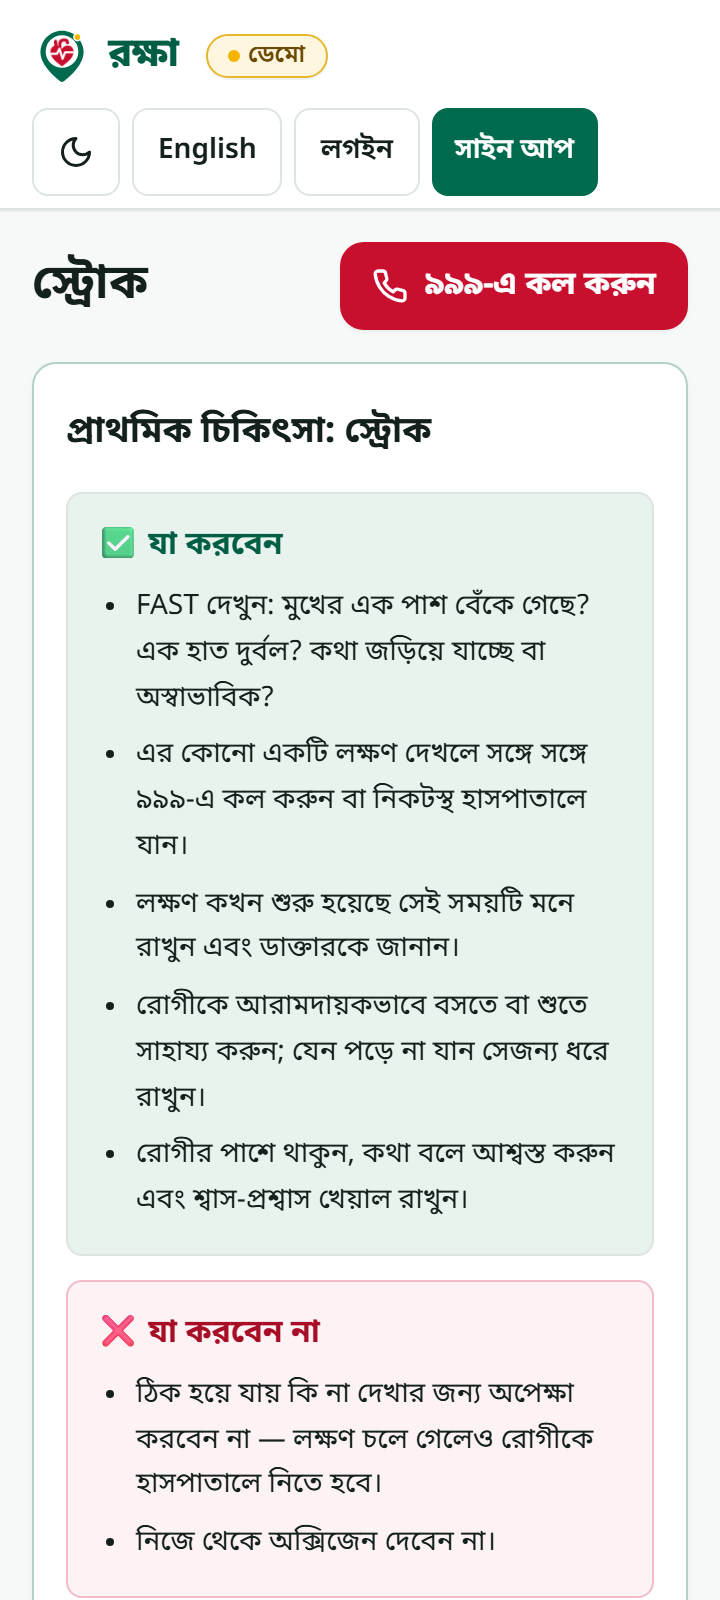 রক্ষা
ডেমো
English
লগইন
সাইন আপ
স্ট্রোক
৯৯৯-এ কল করুন
প্রাথমিক চিকিৎসা: স্ট্রোক
✅ যা করবেন
• FAST দেখুন: মুখের এক পাশ বেঁকে গেছে?
এক হাত দুর্বল? কথা জড়িয়ে যাচ্ছে বা
অস্বাভাবিক?
• এর কোনো একটি লক্ষণ দেখলে সঙ্গে সঙ্গে
৯৯৯-এ কল করুন বা নিকটস্থ হাসপাতালে
যান।
• লক্ষণ কখন শুরু হয়েছে সেই সময়টি মনে
রাখুন এবং ডাক্তারকে জানান।
• রোগীকে আরামদায়কভাবে বসতে বা শুতে
সাহায্য করুন; যেন পড়ে না যান সেজন্য ধরে
রাখুন।
• রোগীর পাশে থাকুন, কথা বলে আশ্বস্ত করুন
এবং শ্বাস-প্রশ্বাস খেয়াল রাখুন।
❌ যা করবেন না
• ঠিক হয়ে যায় কি না দেখার জন্য অপেক্ষা
করবেন না — লক্ষণ চলে গেলেও রোগীকে
হাসপাতালে নিতে হবে।
• নিজে থেকে অক্সিজেন দেবেন না।